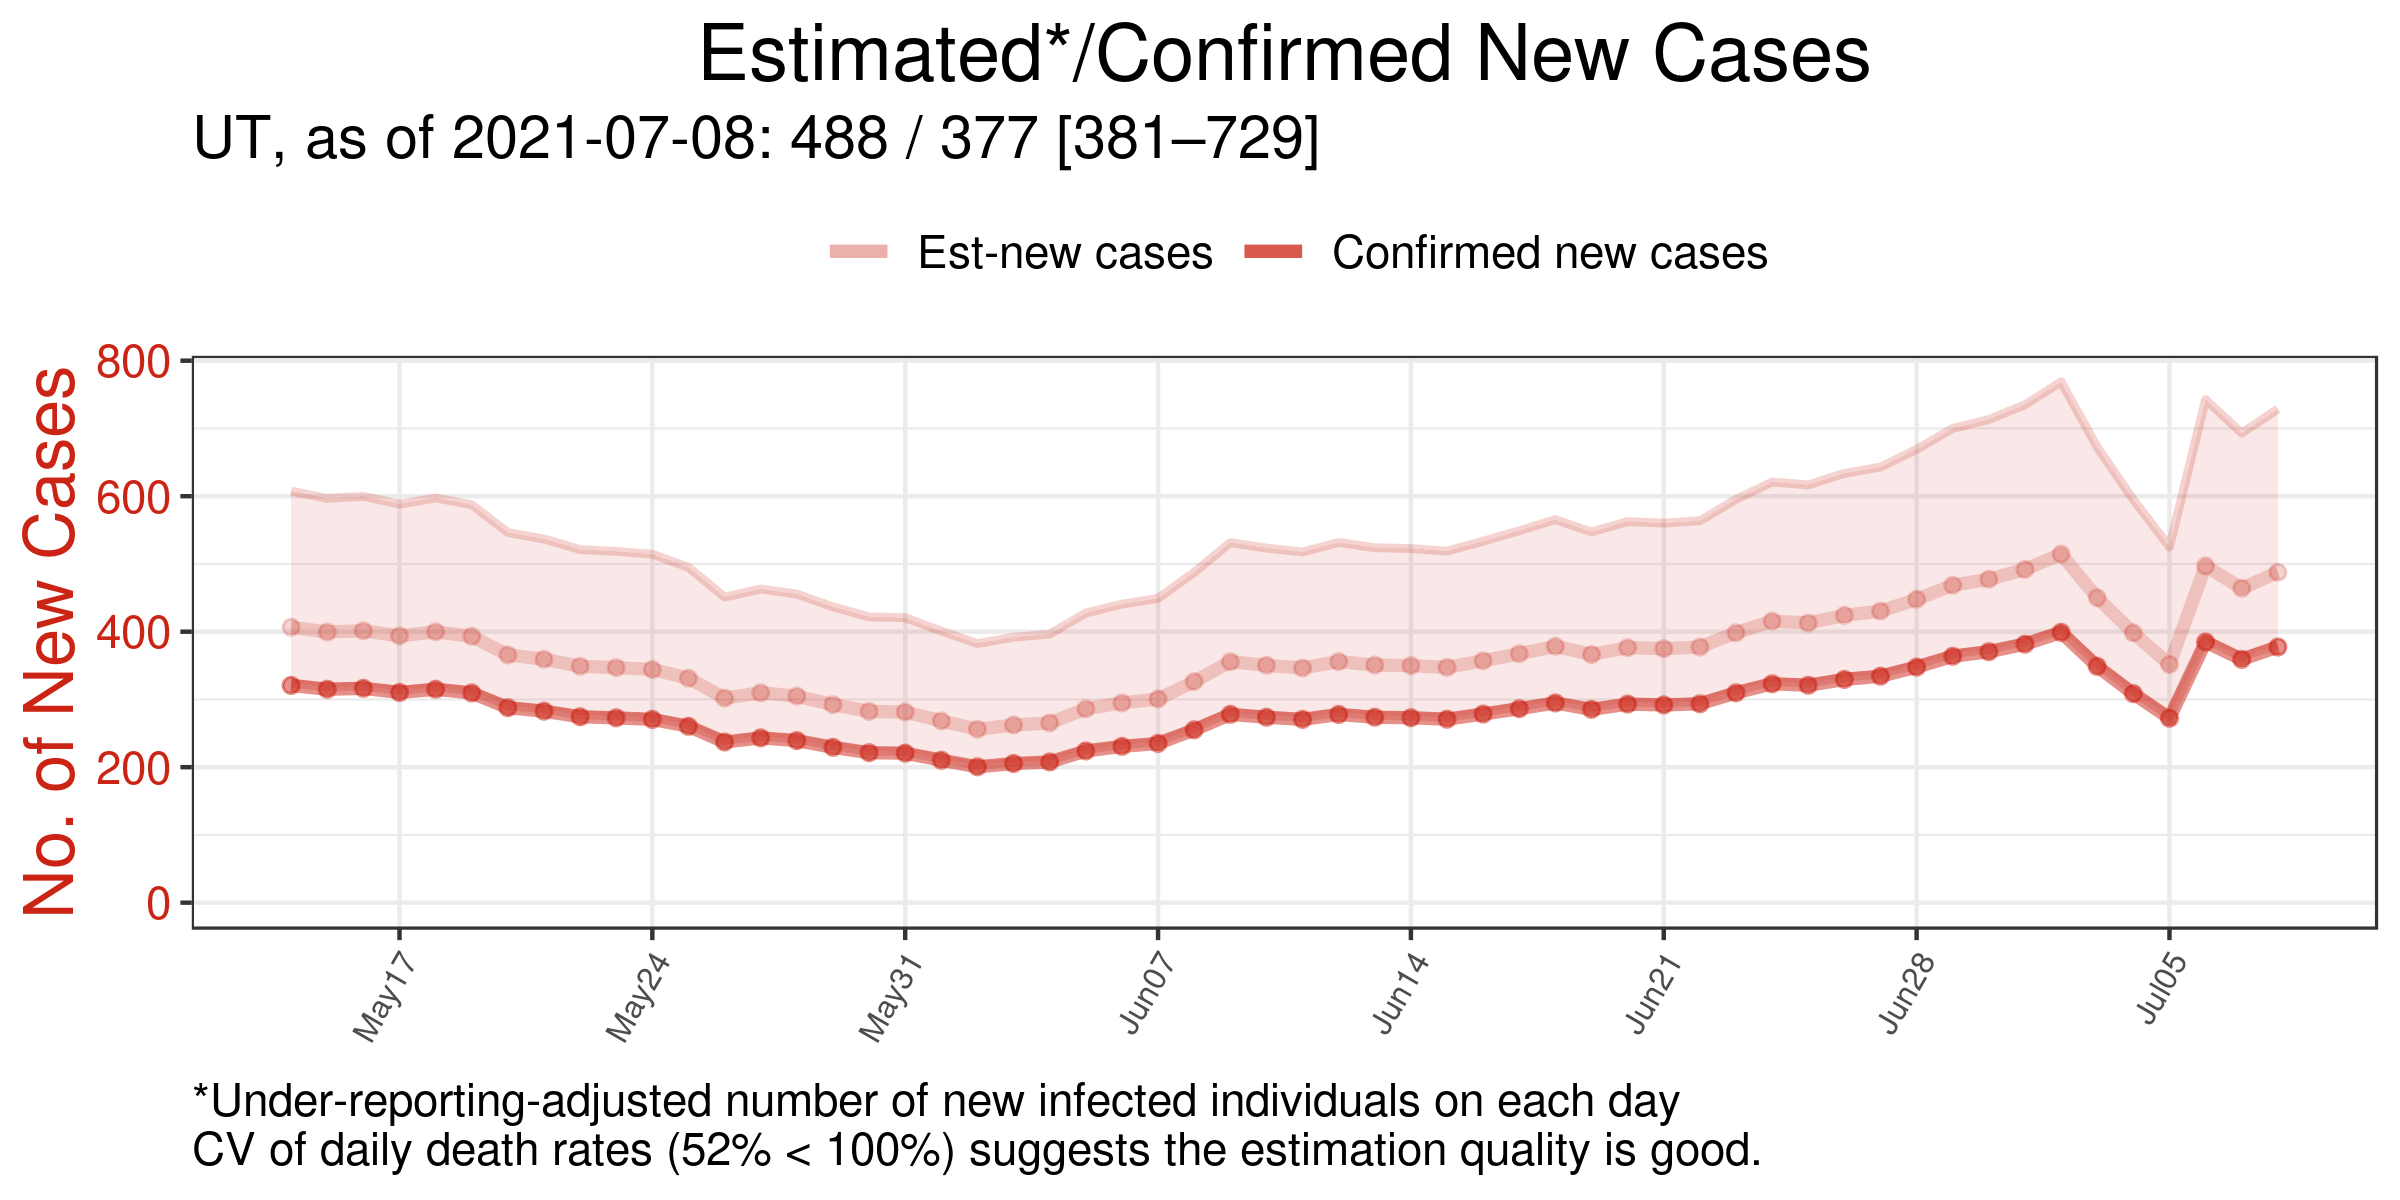 Estimated*/Confirmed New Cases
UT, as of 2021-07-08: 488 / 377 [381–729]
Est-new cases Confirmed new cases
No. of New Cases
800
600
400
200
0
May17 May24 May31 Jun07 Jun14 Jun21 Jun28 Jul05
*Under-reporting-adjusted number of new infected individuals on each day
CV of daily death rates (52% < 100%) suggests the estimation quality is good.